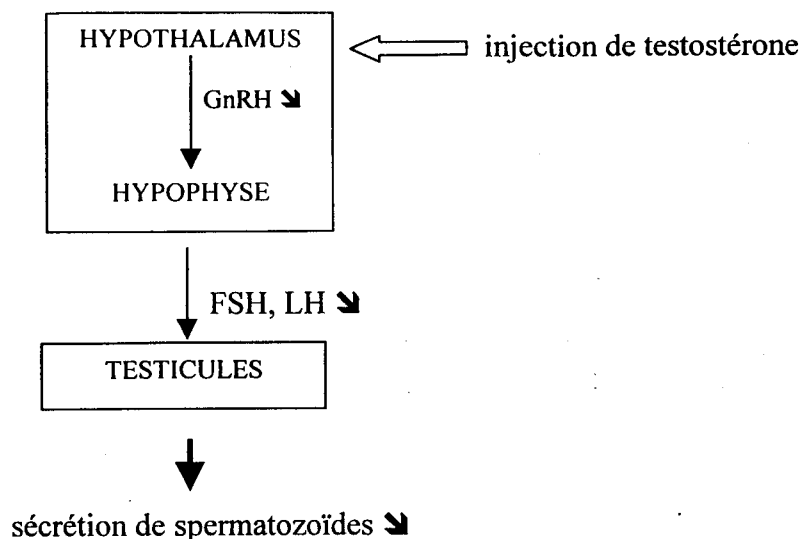 HYPOTHALAMUS
injection de testostérone
GnRH
HYPOPHYSE
FSH, LH
TESTICULES
sécrétion de spermatozoïdes